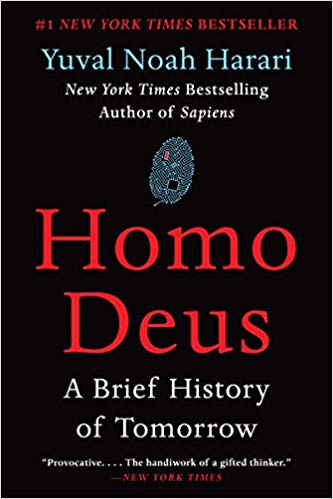 #1 NEW YORK TIMES BESTSELLER
Yuval Noah Harari
New York Times Bestselling
Author of Sapiens
Homo
Deus
A Brief History
of Tomorrow
“Provocative. . . . The handiwork of a gifted thinker.”
—NEW YORK TIMES